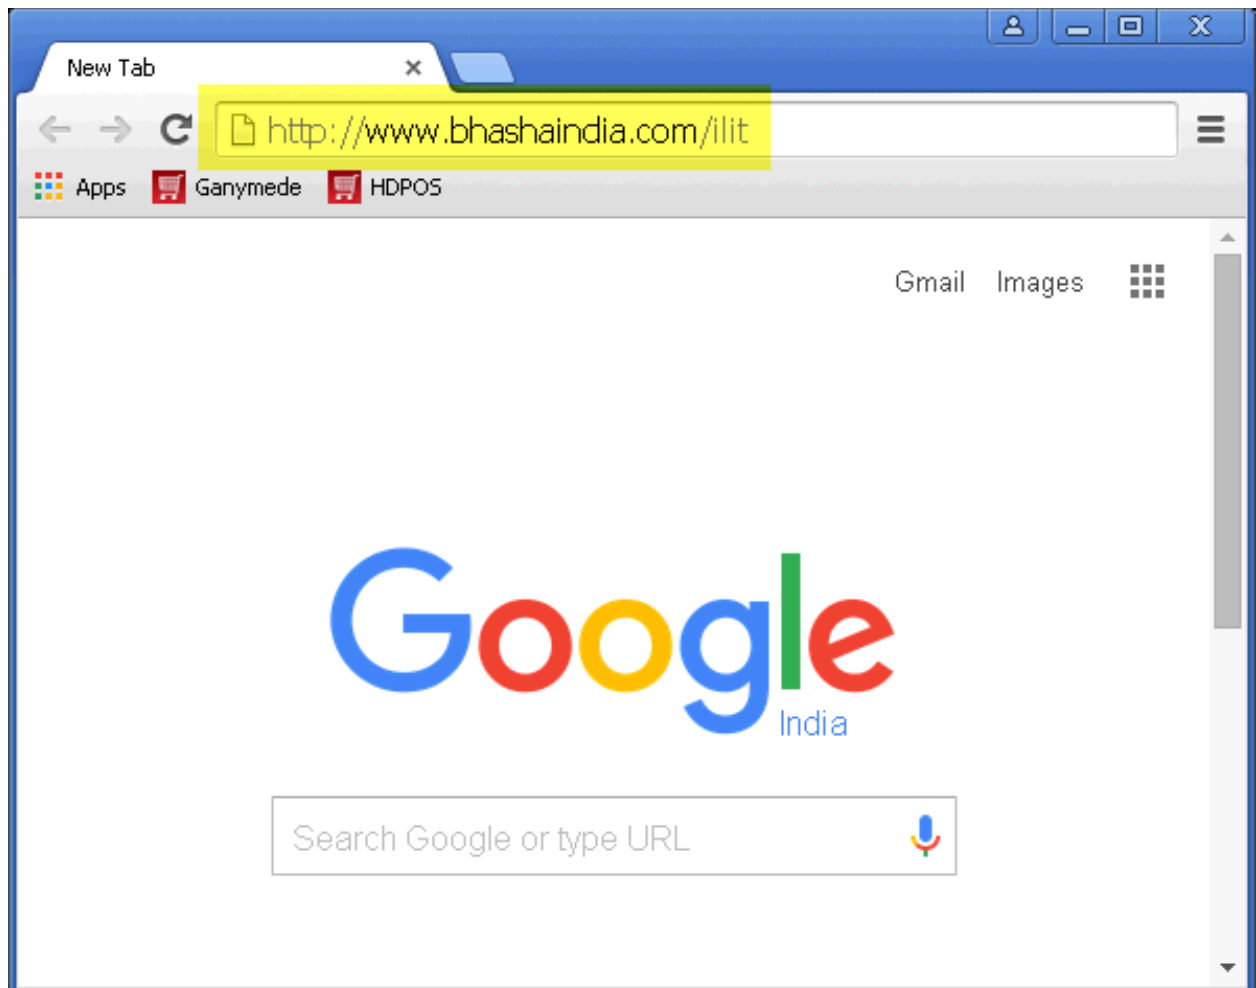 New Tab
http://www.bhashaindia.com/ilit
Apps Ganymede HDPOS
Gmail Images
Google
India
Search Google or type URL